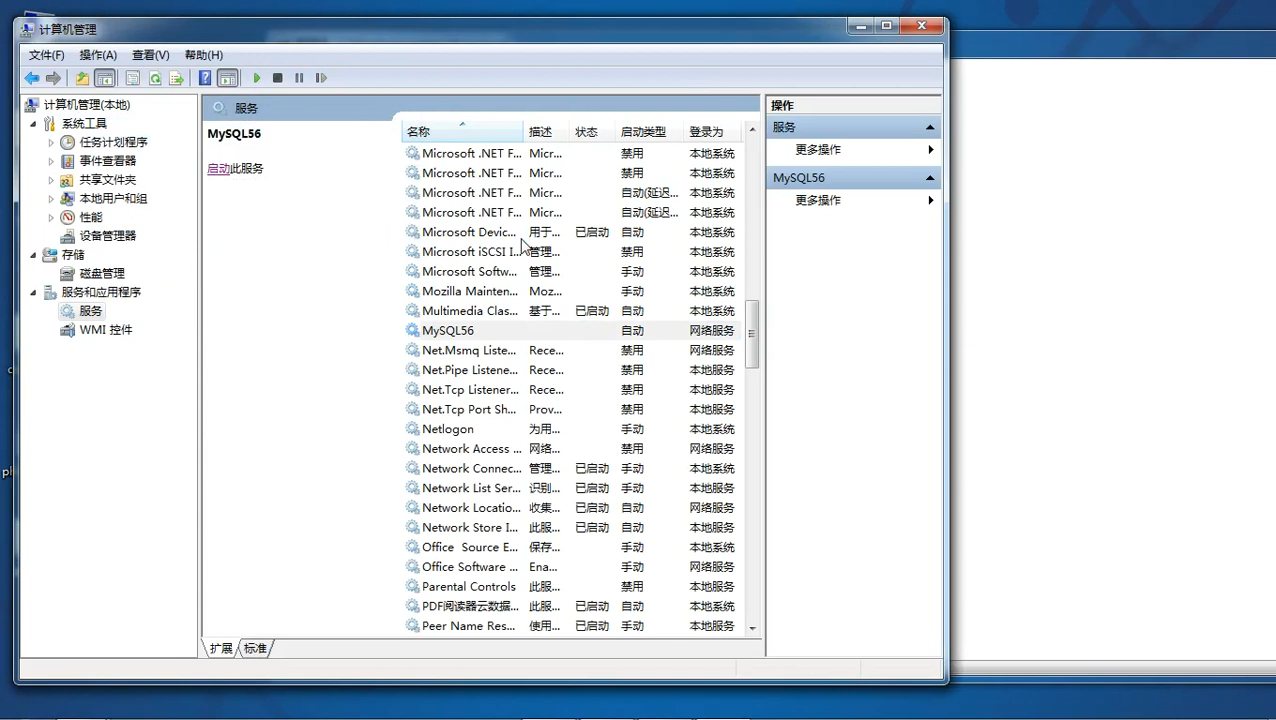 计算机管理
文件(F) 操作(A) 查看(V) 帮助(H)
计算机管理(本地)
系统工具
任务计划程序
事件查看器
共享文件夹
本地用户和组
性能
设备管理器
存储
磁盘管理
服务和应用程序
服务
WMI 控件
服务
MySQL56
启动此服务
名称 描述 状态 启动类型 登录为
Microsoft .NET F... Micr... 禁用 本地系统
Microsoft .NET F... Micr... 禁用 本地系统
Microsoft .NET F... Micr... 自动(延迟... 本地系统
Microsoft .NET F... Micr... 自动(延迟... 本地系统
Microsoft Devic... 用于... 已启动 自动 本地系统
Microsoft iSCSI I... 管理... 禁用 本地系统
Microsoft Softw... 管理... 手动 本地系统
Mozilla Mainten... Moz... 手动 本地系统
Multimedia Clas... 基于... 已启动 自动 本地系统
MySQL56 自动 网络服务
Net.Msmq Liste... Rece... 禁用 网络服务
Net.Pipe Listene... Rece... 禁用 本地服务
Net.Tcp Listener... Rece... 禁用 本地服务
Net.Tcp Port Sh... Prov... 禁用 本地服务
Netlogon 为用... 手动 本地系统
Network Access ... 网络... 禁用 网络服务
Network Connec... 管理... 已启动 手动 本地系统
Network List Ser... 识别... 已启动 手动 本地服务
Network Locatio... 收集... 已启动 自动 网络服务
Network Store I... 此服... 已启动 自动 本地服务
Office  Source E... 保存... 手动 本地系统
Office Software ... Ena... 手动 网络服务
Parental Controls 此服... 禁用 本地服务
PDF阅读器云数据... 此服... 已启动 自动 本地系统
Peer Name Res... 使用... 已启动 手动 本地服务
扩展 标准
操作
服务
更多操作
MySQL56
更多操作